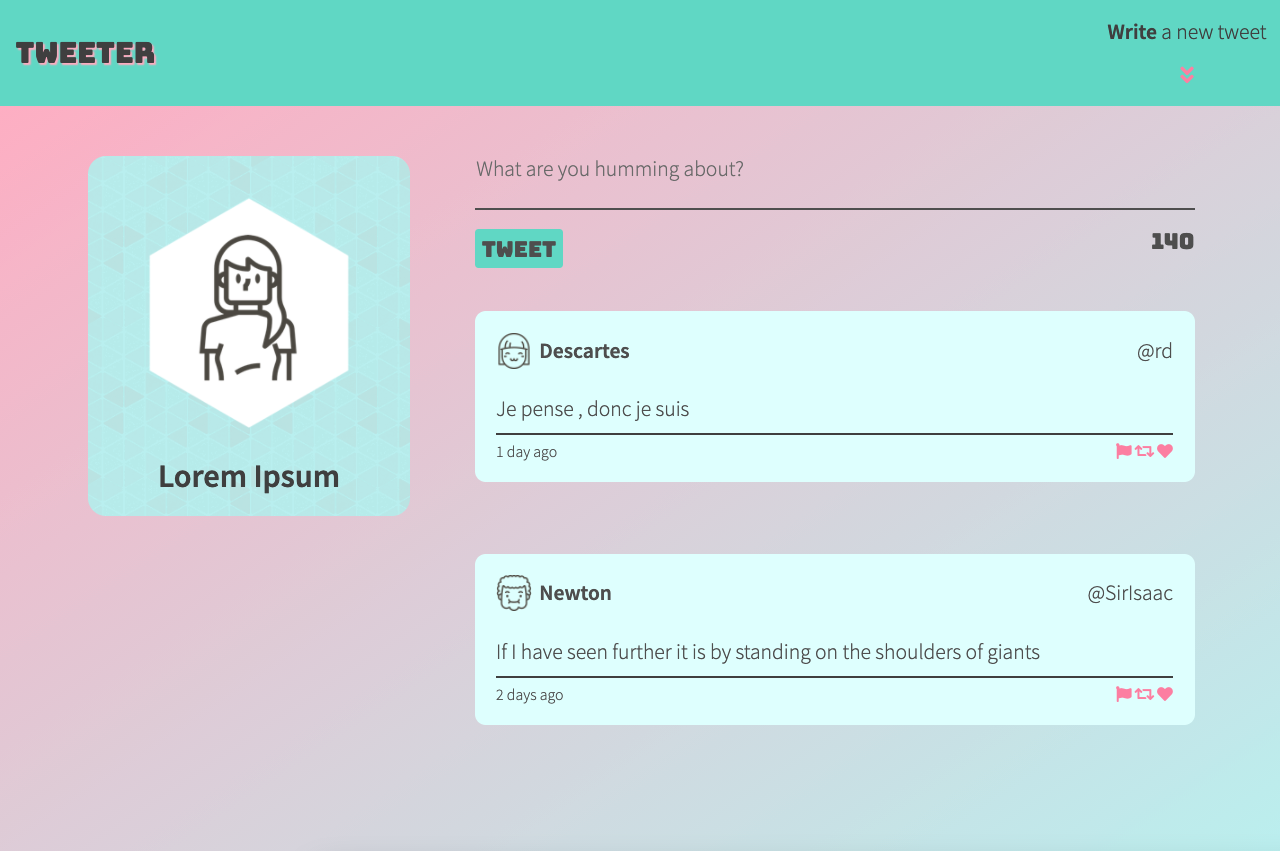 TWEETER
Write a new tweet
Lorem Ipsum
What are you humming about?
TWEET
140
Descartes
@rd
Je pense , donc je suis
1 day ago
Newton
@SirIsaac
If I have seen further it is by standing on the shoulders of giants
2 days ago